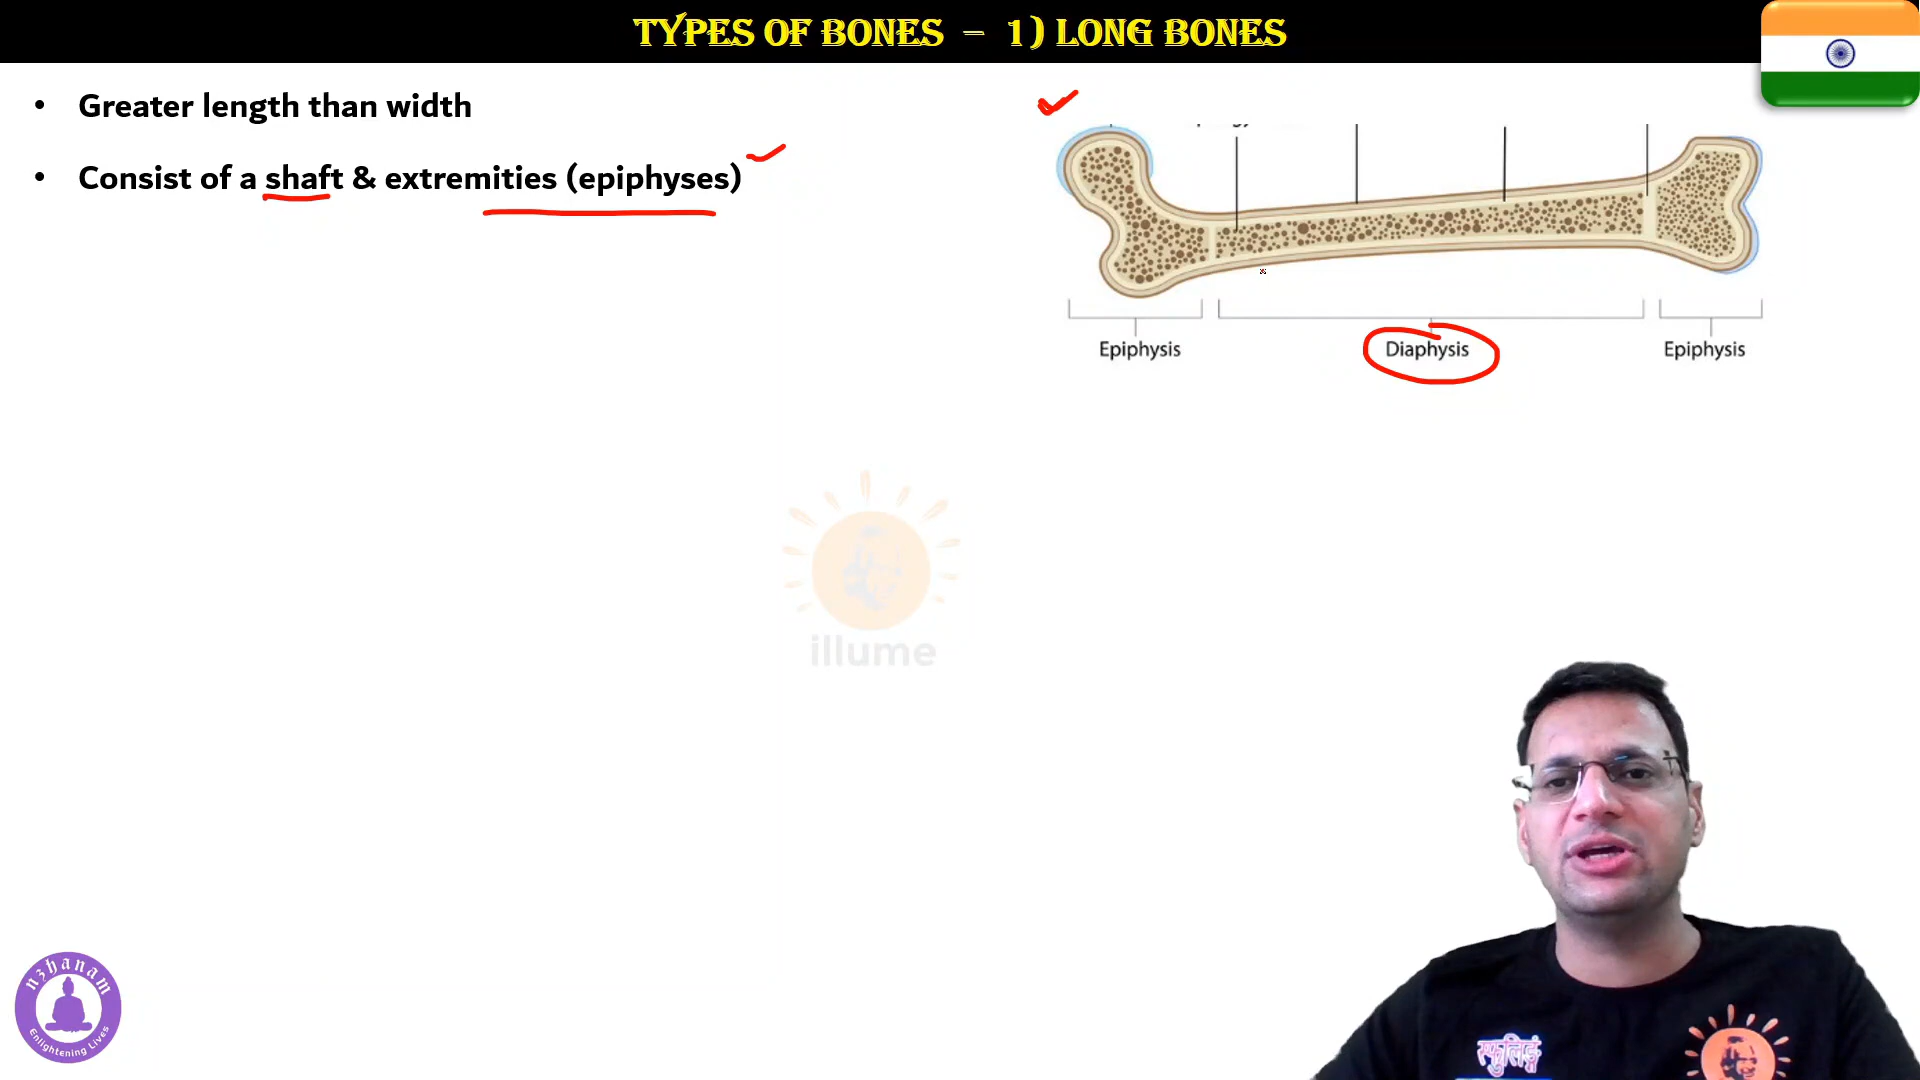 TYPES OF BONES – 1) LONG BONES
• Greater length than width
• Consist of a shaft & extremities (epiphyses)
Epiphysis
Diaphysis
Epiphysis
illume
nzhanam
Enlightening Lives
स्फुलिङ्ग